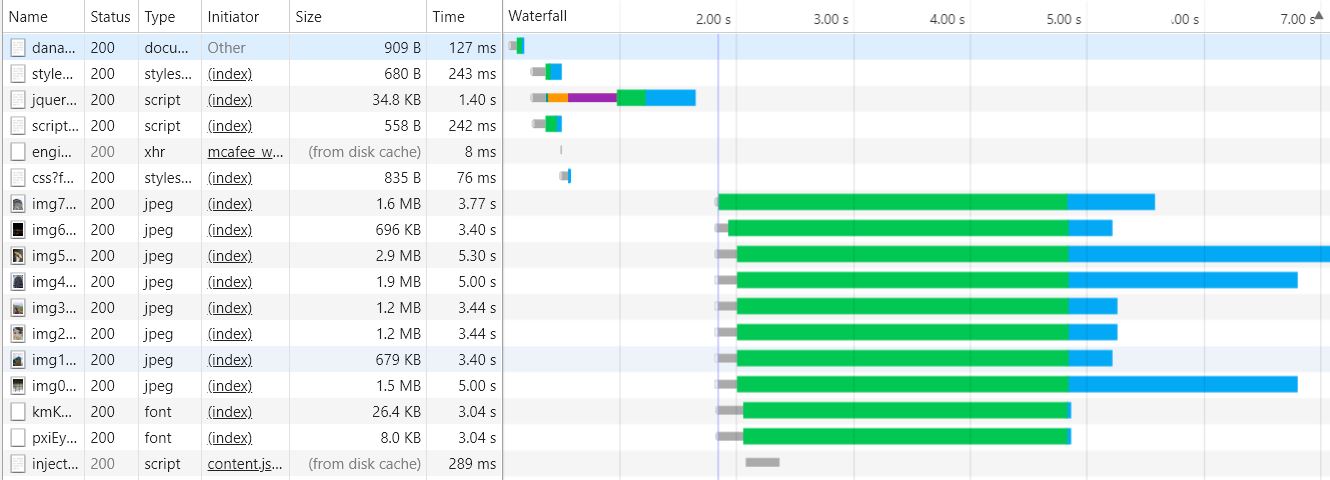 Name Status Type Initiator Size Time Waterfall 2.00 s 3.00 s 4.00 s 5.00 s .00 s 7.00 s
dana... 200 docu... Other 909 B 127 ms
style... 200 styles... (index) 680 B 243 ms
jquer... 200 script (index) 34.8 KB 1.40 s
script... 200 script (index) 558 B 242 ms
engi... 200 xhr mcafee_w... (from disk cache) 8 ms
css?f... 200 styles... (index) 835 B 76 ms
img7... 200 jpeg (index) 1.6 MB 3.77 s
img6... 200 jpeg (index) 696 KB 3.40 s
img5... 200 jpeg (index) 2.9 MB 5.30 s
img4... 200 jpeg (index) 1.9 MB 5.00 s
img3... 200 jpeg (index) 1.2 MB 3.44 s
img2... 200 jpeg (index) 1.2 MB 3.44 s
img1... 200 jpeg (index) 679 KB 3.40 s
img0... 200 jpeg (index) 1.5 MB 5.00 s
kmK... 200 font (index) 26.4 KB 3.04 s
pxiEy... 200 font (index) 8.0 KB 3.04 s
inject... 200 script content.js... (from disk cache) 289 ms